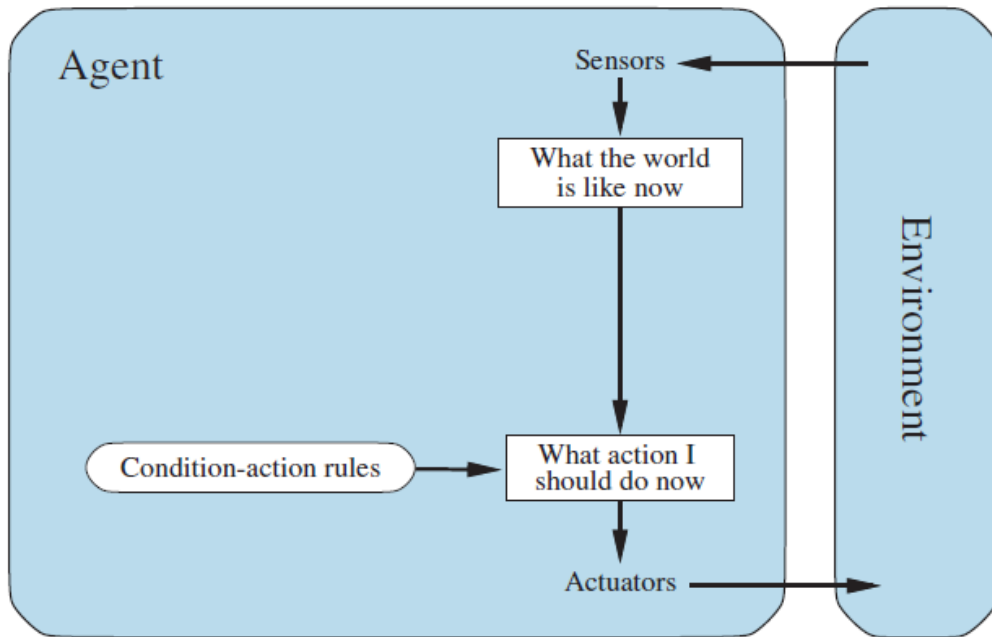 Agent
Sensors
What the world
is like now
Environment
Condition-action rules
What action I
should do now
Actuators